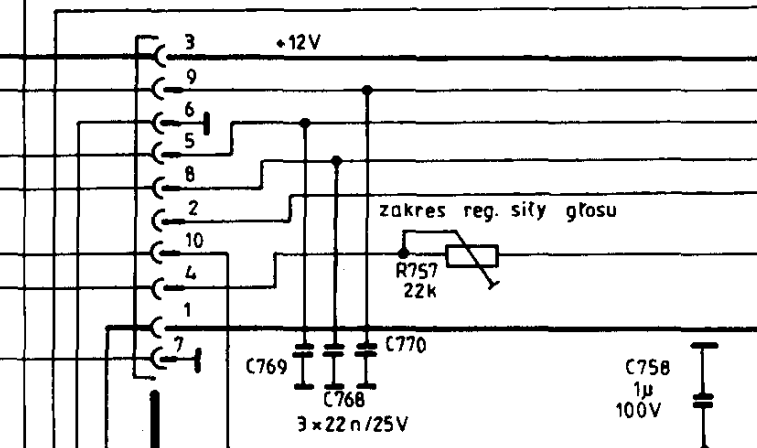 3
+12V
9
6
5
8
2
zakres reg. siły głosu
10
R757
22k
4
1
7
C769
C770
C768
3×22n/25V
C758
1µ
100V